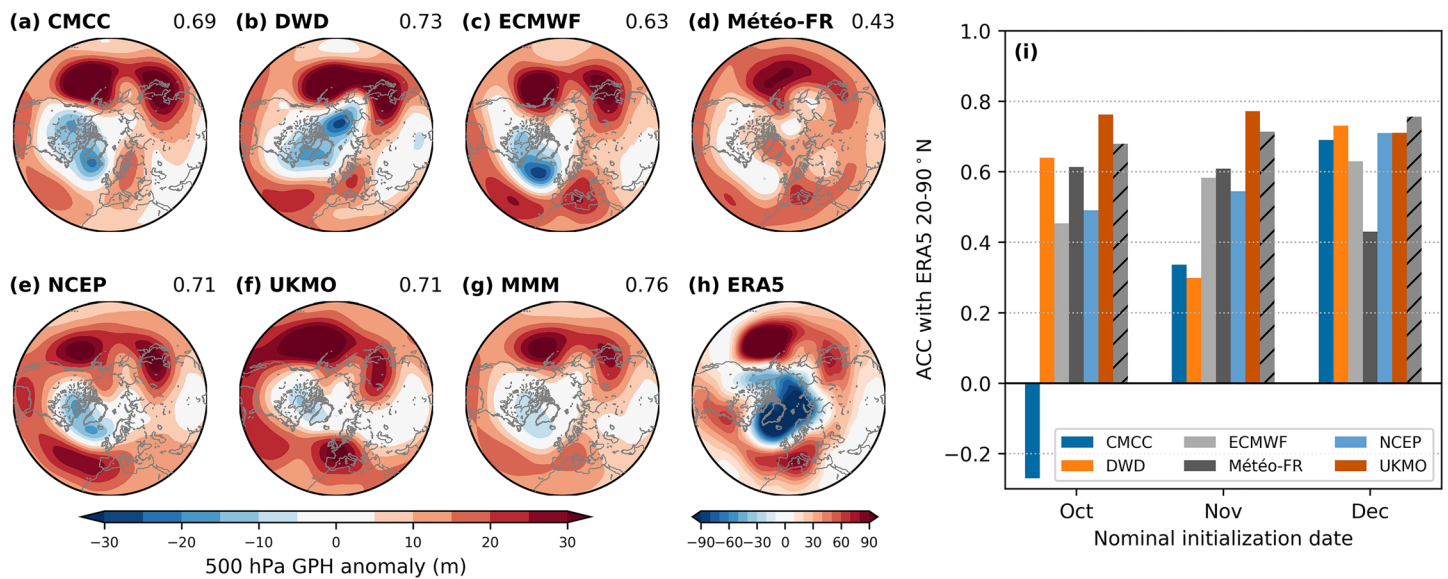 (a) CMCC 0.69
(b) DWD 0.73
(c) ECMWF 0.63
(d) Météo-FR 0.43
(e) NCEP 0.71
(f) UKMO 0.71
(g) MMM 0.76
(h) ERA5
−30 −20 −10 0 10 20 30
500 hPa GPH anomaly (m)
−90 −60 −30 0 30 60 90
(i)
ACC with ERA5 20-90°N
1.0
0.8
0.6
0.4
0.2
0.0
−0.2
CMCC ECMWF NCEP
DWD Météo-FR UKMO
Oct Nov Dec
Nominal initialization date